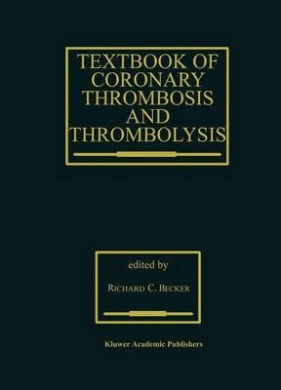 TEXTBOOK OF
CORONARY
THROMBOSIS
AND
THROMBOLYSIS
edited by
RICHARD C. BECKER
Kluwer Academic Publishers